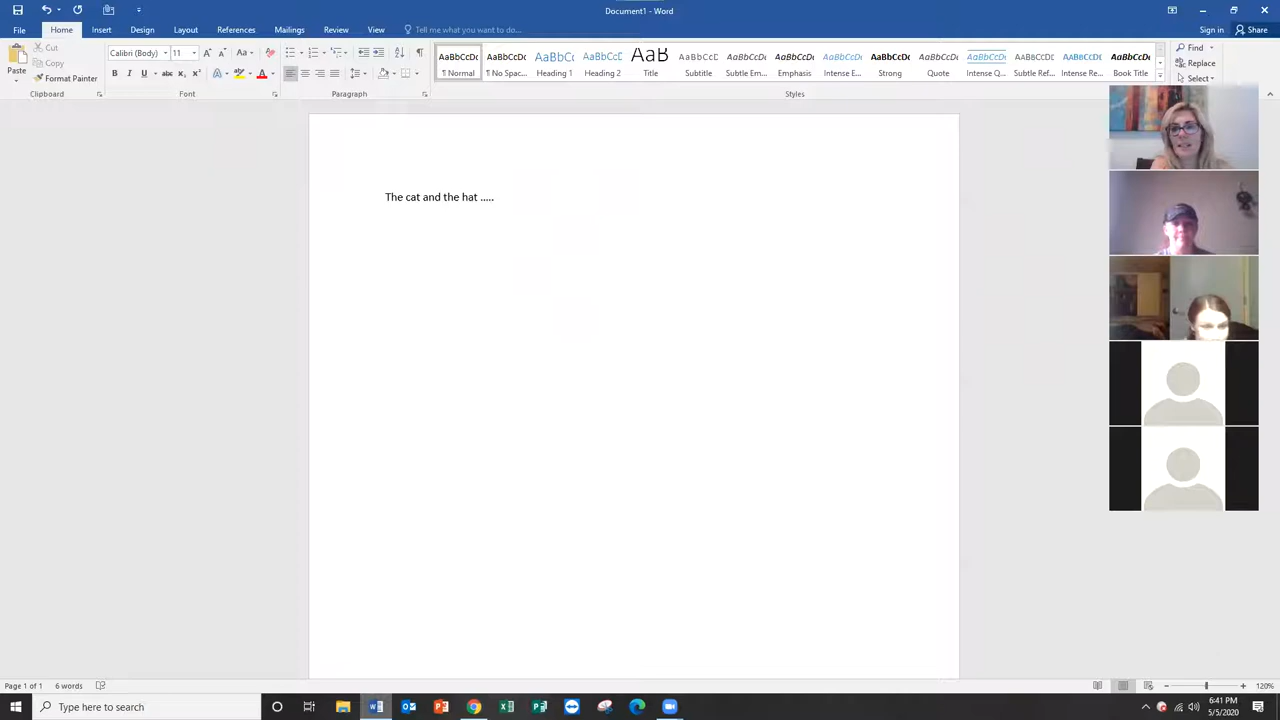 Document1 - Word
File
Home
Insert
Design
Layout
References
Mailings
Review
View
Tell me what you want to do...
Sign in
Share
Paste
Cut
Copy
Format Painter
Clipboard
Calibri (Body)
11
Font
Paragraph
AaBbCcDc
Normal
AaBbCcDc
No Spac...
AaBbCc
Heading 1
AaBbCcD
Heading 2
AaB
Title
AaBbCcD
Subtitle
AaBbCcDc
Subtle Em...
AaBbCcDc
Emphasis
AaBbCcDc
Intense E...
AaBbCcDc
Strong
AaBbCcDc
Quote
AaBbCcDc
Intense Q...
AaBbCcDc
Subtle Ref...
AaBbCcDc
Intense Re...
AaBbCcDc
Book Title
Styles
Find
Replace
Select
The cat and the hat .....
Page 1 of 1
6 words
120%
Type here to search
6:41 PM
5/5/2020